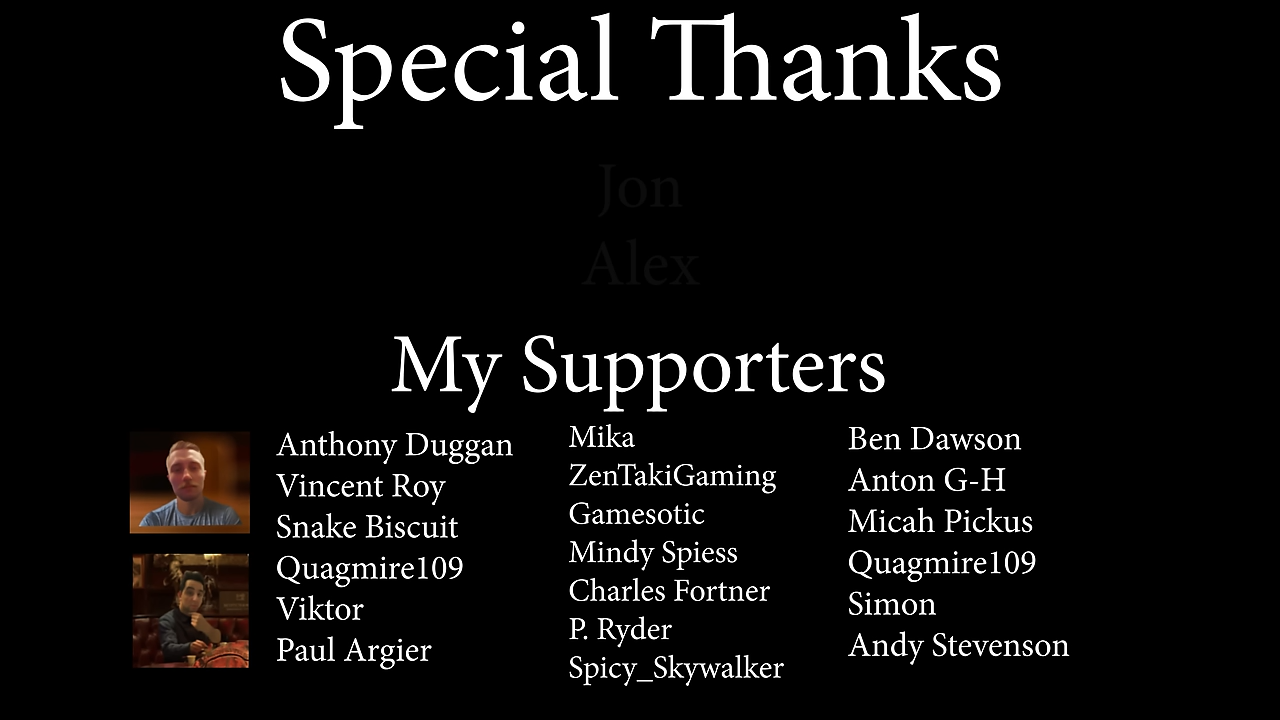 Special Thanks
Jon
Alex
My Supporters
Anthony Duggan
Vincent Roy
Snake Biscuit
Quagmire109
Viktor
Paul Argier
Mika
ZenTakiGaming
Gamesotic
Mindy Spiess
Charles Fortner
P. Ryder
Spicy_Skywalker
Ben Dawson
Anton G-H
Micah Pickus
Quagmire109
Simon
Andy Stevenson